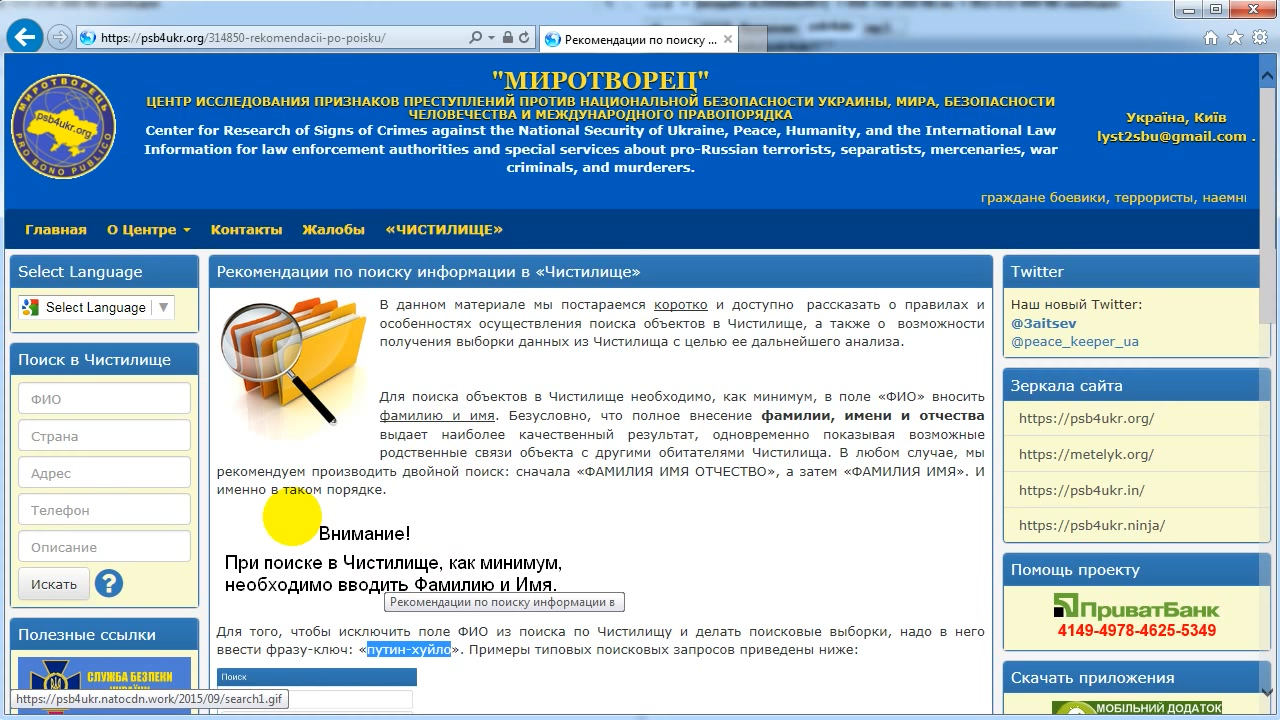 https://psb4ukr.org/314850-rekomendacii-po-poisku/
Рекомендации по поиску ...
МИРОТВОРЕЦЬ
psb4ukr.org
PRO BONO PUBLICO
"МИРОТВОРЕЦ"
ЦЕНТР ИССЛЕДОВАНИЯ ПРИЗНАКОВ ПРЕСТУПЛЕНИЙ ПРОТИВ НАЦИОНАЛЬНОЙ БЕЗОПАСНОСТИ УКРАИНЫ, МИРА, БЕЗОПАСНОСТИ
ЧЕЛОВЕЧЕСТВА И МЕЖДУНАРОДНОГО ПРАВОПОРЯДКА
Center for Research of Signs of Crimes against the National Security of Ukraine, Peace, Humanity, and the International Law
Information for law enforcement authorities and special services about pro-Russian terrorists, separatists, mercenaries, war
criminals, and murderers.
Україна, Київ
lyst2sbu@gmail.com .
граждане боевики, террористы, наемн
Главная О Центре Контакты Жалобы «ЧИСТИЛИЩЕ»
Select Language
Select Language
Поиск в Чистилище
ФИО
Страна
Адрес
Телефон
Описание
Искать ?
Полезные ссылки
СЛУЖБА БЕЗПЕКИ
https://psb4ukr.natocdn.work/2015/09/search1.gif
Рекомендации по поиску информации в «Чистилище»
В данном материале мы постараемся коротко и доступно рассказать о правилах и
особенностях осуществления поиска объектов в Чистилище, а также о возможности
получения выборки данных из Чистилища с целью ее дальнейшего анализа.
Для поиска объектов в Чистилище необходимо, как минимум, в поле «ФИО» вносить
фамилию и имя. Безусловно, что полное внесение фамилии, имени и отчества
выдает наиболее качественный результат, одновременно показывая возможные
родственные связи объекта с другими обитателями Чистилища. В любом случае, мы
рекомендуем производить двойной поиск: сначала «ФАМИЛИЯ ИМЯ ОТЧЕСТВО», а затем «ФАМИЛИЯ ИМЯ». И
именно в таком порядке.
Внимание!
При поиске в Чистилище, как минимум,
необходимо вводить Фамилию и Имя.
Рекомендации по поиску информации в
Для того, чтобы исключить поле ФИО из поиска по Чистилищу и делать поисковые выборки, надо в него
ввести фразу-ключ: «путин-хуйло». Примеры типовых поисковых запросов приведены ниже:
Поиск
Twitter
Наш новый Twitter:
@3aitsev
@peace_keeper_ua
Зеркала сайта
https://psb4ukr.org/
https://metelyk.org/
https://psb4ukr.in/
https://psb4ukr.ninja/
Помощь проекту
ПриватБанк
4149-4978-4625-5349
Скачать приложения
МОБІЛЬНИЙ ДОДАТОК